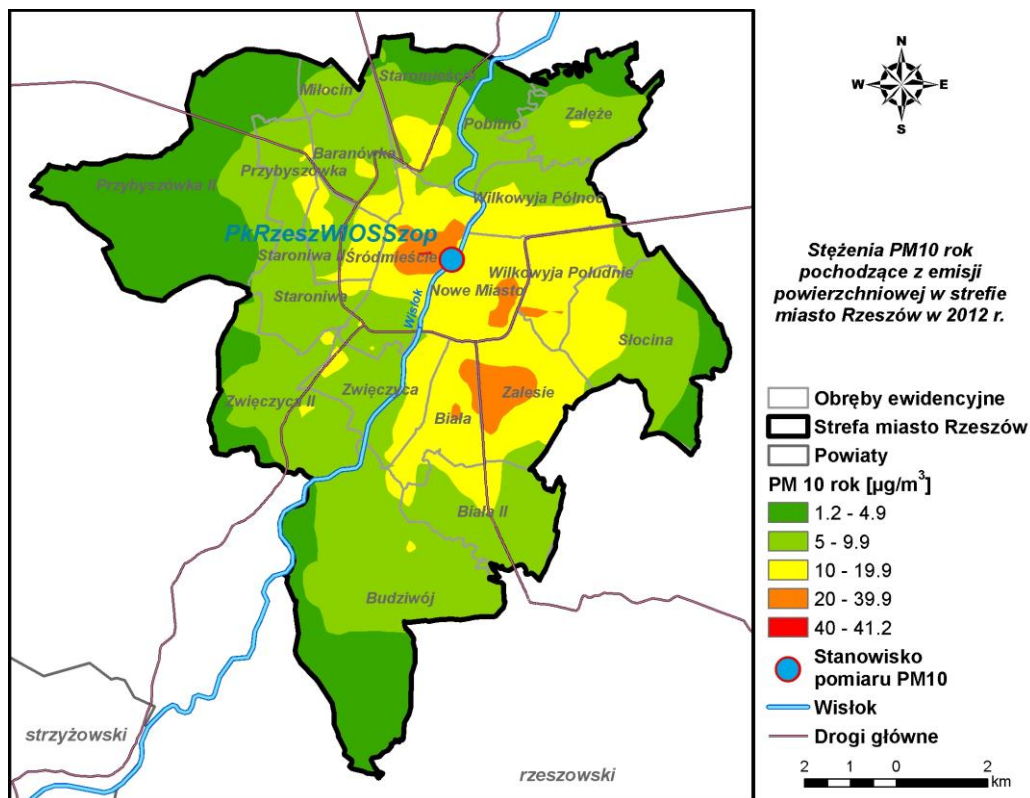 Staromieście
Miłocin
Pobitno
Załęże
Baranówka
Przybyszówka
Przybyszówka II
Wilkowyja Północ
PkRzeszWIOSSzop
Staroniwa II
Śródmieście
Wilkowyja Południe
Staroniwa
Nowe Miasto
Wisłok
Słocina
Zwięczyca
Zwięczyca II
Zalesie
Biała
Biała II
Budziwój
strzyżowski
rzeszowski
N
W E
S
Stężenia PM10 rok
pochodzące z emisji
powierzchniowej w strefie
miasto Rzeszów w 2012 r.
Obręby ewidencyjne
Strefa miasto Rzeszów
Powiaty
PM 10 rok [µg/m³]
1.2 - 4.9
5 - 9.9
10 - 19.9
20 - 39.9
40 - 41.2
Stanowisko
pomiaru PM10
Wisłok
Drogi główne
2 1 0 2
km